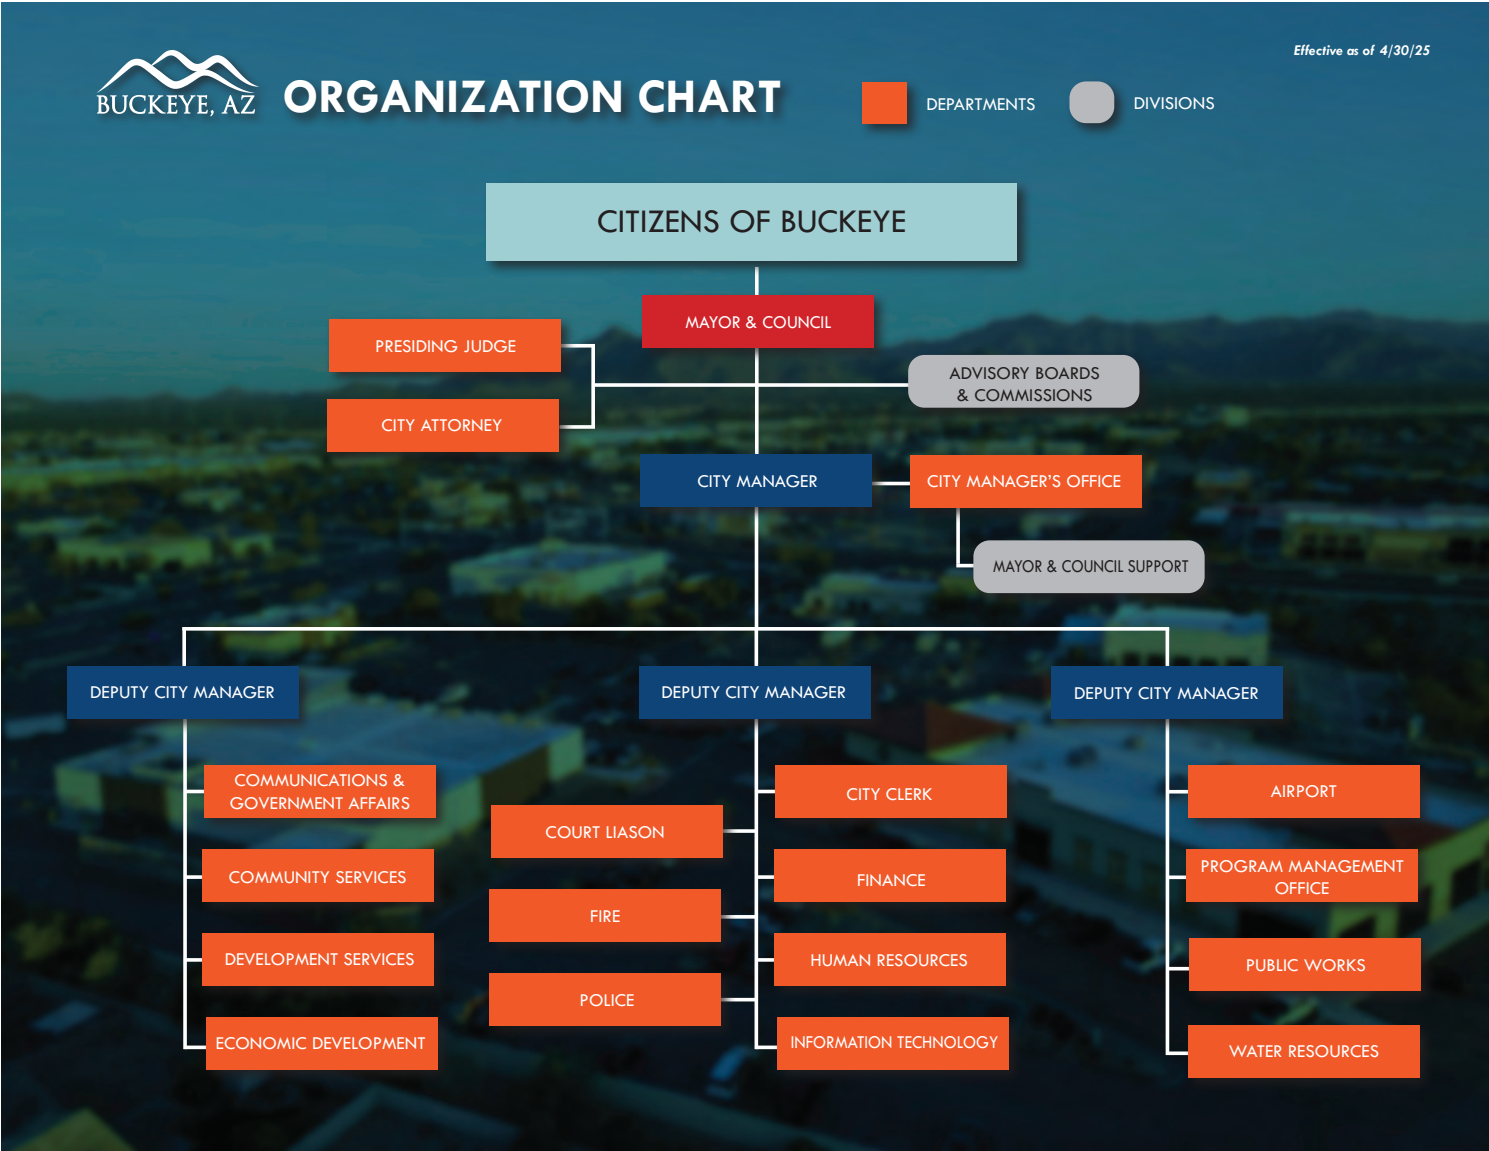 Effective as of 4/30/25
BUCKEYE, AZ
ORGANIZATION CHART
DEPARTMENTS
DIVISIONS
CITIZENS OF BUCKEYE
MAYOR & COUNCIL
PRESIDING JUDGE
CITY ATTORNEY
ADVISORY BOARDS
& COMMISSIONS
CITY MANAGER
CITY MANAGER'S OFFICE
MAYOR & COUNCIL SUPPORT
DEPUTY CITY MANAGER
COMMUNICATIONS &
GOVERNMENT AFFAIRS
COMMUNITY SERVICES
DEVELOPMENT SERVICES
ECONOMIC DEVELOPMENT
DEPUTY CITY MANAGER
COURT LIASON
FIRE
POLICE
CITY CLERK
FINANCE
HUMAN RESOURCES
INFORMATION TECHNOLOGY
DEPUTY CITY MANAGER
AIRPORT
PROGRAM MANAGEMENT
OFFICE
PUBLIC WORKS
WATER RESOURCES